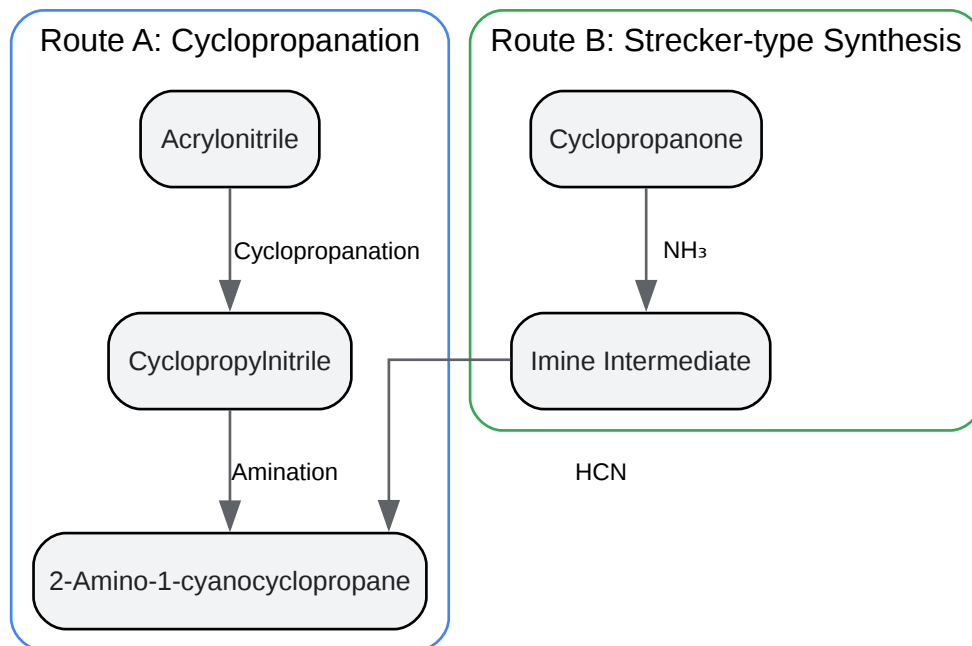 Route A: Cyclopropanation
Acrylonitrile
Cyclopropanation
Cyclopropylnitrile
Amination
2-Amino-1-cyanocyclopropane
Route B: Strecker-type Synthesis
Cyclopropanone
NH₃
Imine Intermediate
HCN